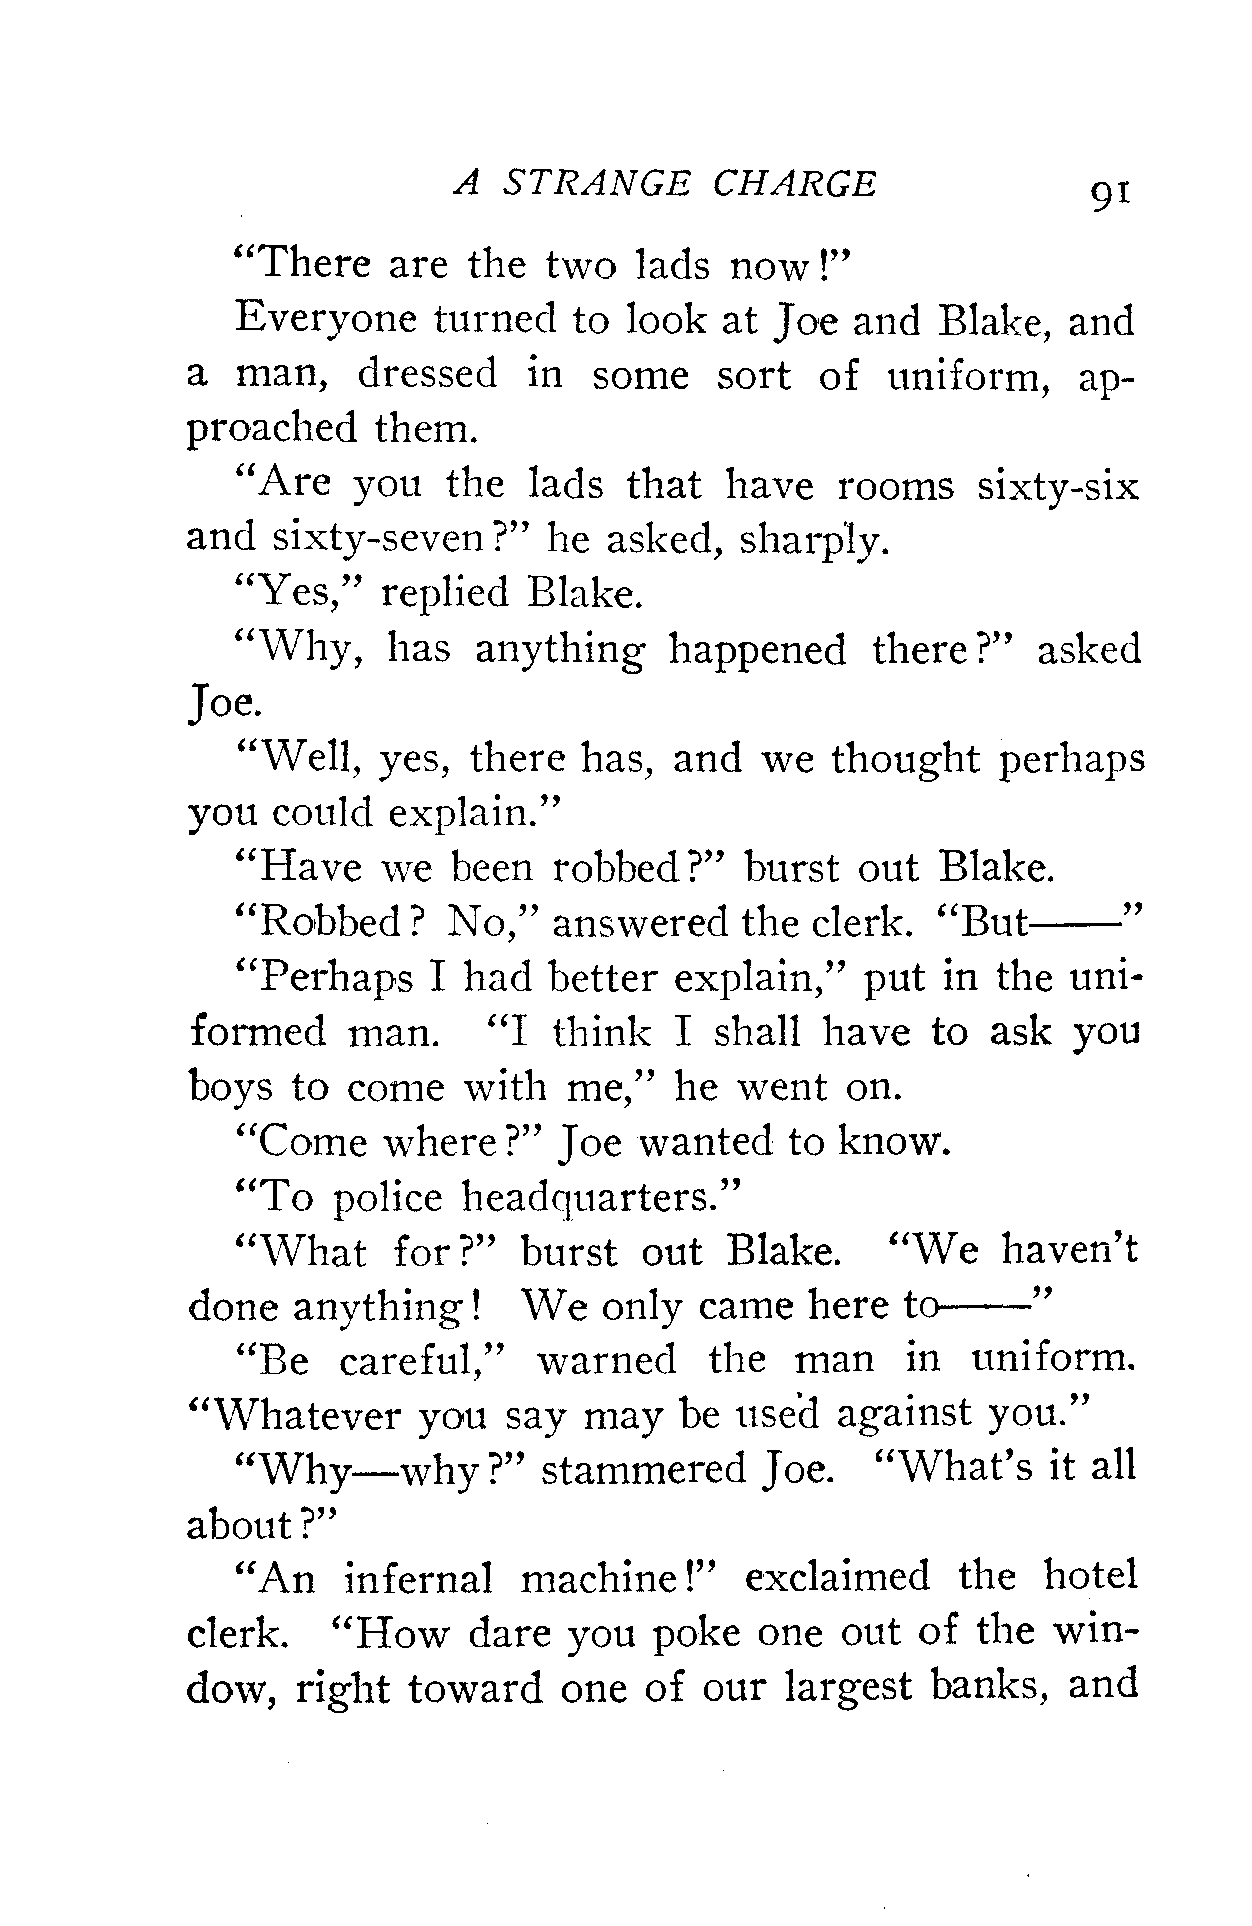 A STRANGE CHARGE 91
"There are the two lads now!"
Everyone turned to look at Joe and Blake, and
a man, dressed in some sort of uniform, ap-
proached them.
"Are you the lads that have rooms sixty-six
and sixty-seven?" he asked, sharply.
"Yes," replied Blake.
"Why, has anything happened there?" asked
Joe.
"Well, yes, there has, and we thought perhaps
you could explain."
"Have we been robbed?" burst out Blake.
"Robbed? No," answered the clerk. "But——"
"Perhaps I had better explain," put in the uni-
formed man. "I think I shall have to ask you
boys to come with me," he went on.
"Come where?" Joe wanted to know.
"To police headquarters."
"What for?" burst out Blake. "We haven't
done anything! We only came here to——"
"Be careful," warned the man in uniform.
"Whatever you say may be used against you."
"Why—why?" stammered Joe. "What's it all
about?"
"An infernal machine!" exclaimed the hotel
clerk. "How dare you poke one out of the win-
dow, right toward one of our largest banks, and